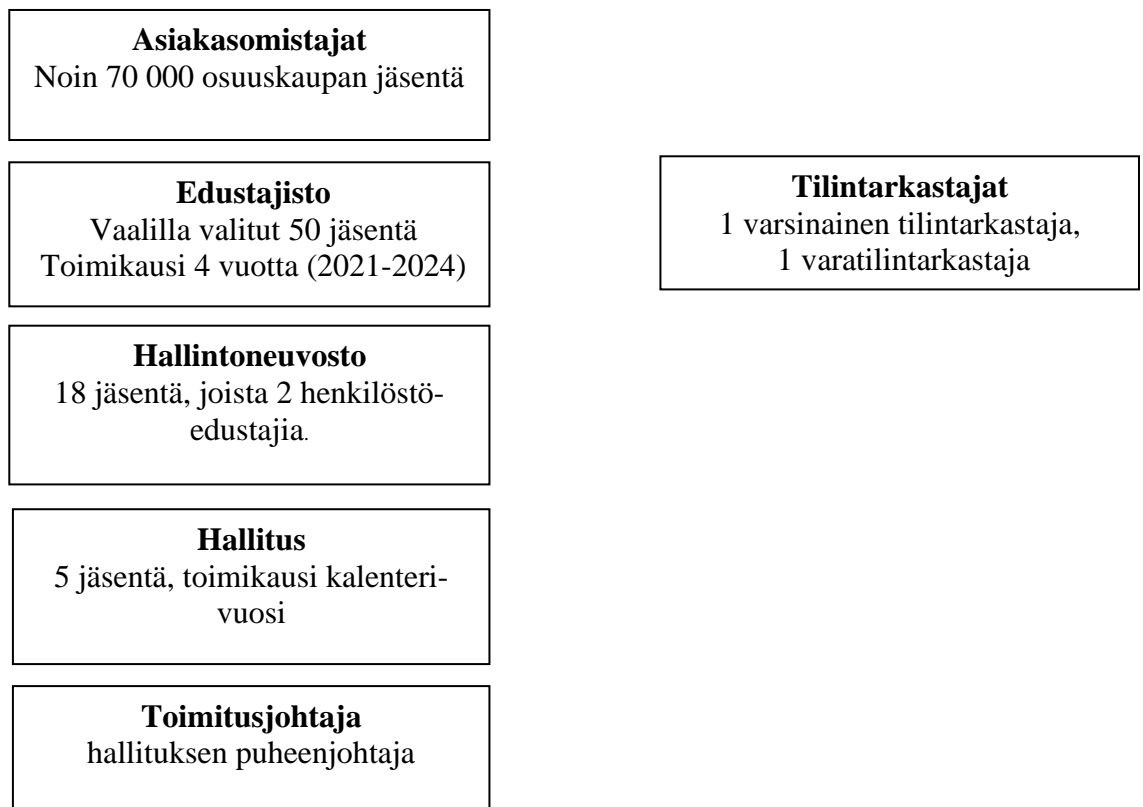 Asiakasomistajat
Noin 70 000 osuuskaupan jäsentä
Edustajisto
Vaalilla valitut 50 jäsentä
Toimikausi 4 vuotta (2021-2024)
Tilintarkastajat
1 varsinainen tilintarkastaja,
1 varatilintarkastaja
Hallintoneuvosto
18 jäsentä, joista 2 henkilöstö-
edustajia.
Hallitus
5 jäsentä, toimikausi kalenteri-
vuosi
Toimitusjohtaja
hallituksen puheenjohtaja